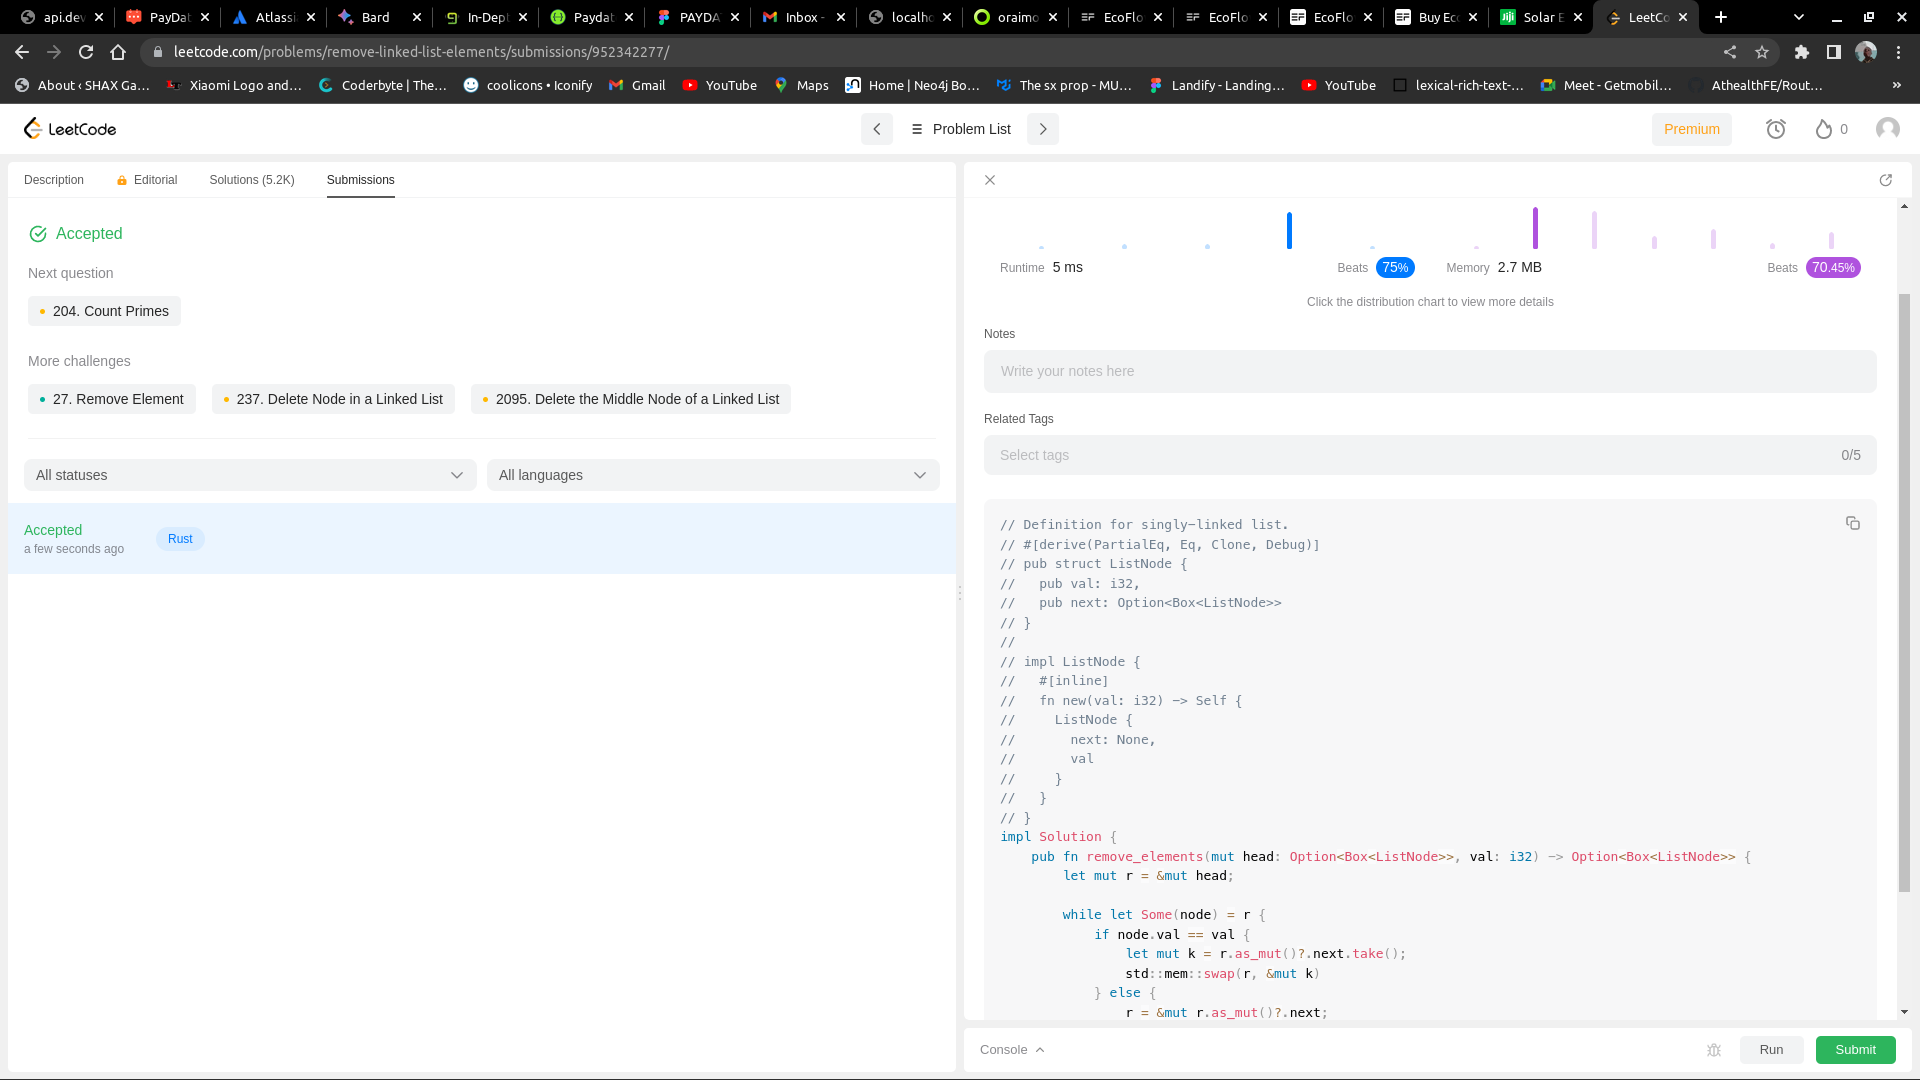 api.dev
PayDat
Atlassi
Bard
In-Dept
Paydat
PAYDA
Inbox -
localho
oraimo
EcoFlo
EcoFlo
EcoFlo
Buy Eco
Solar E
LeetCo
leetcode.com/problems/remove-linked-list-elements/submissions/952342277/
About ‹ SHAX Ga...
Xiaomi Logo and...
Coderbyte | The...
coolicons • Iconify
Gmail
YouTube
Maps
Home | Neo4j Bo...
The sx prop - MU...
Landify - Landing...
YouTube
lexical-rich-text-...
Meet - Getmobil...
AthealthFE/Rout...
»
LeetCode
Problem List
Premium
0
Description
Editorial
Solutions (5.2K)
Submissions
Accepted
Next question
204. Count Primes
More challenges
27. Remove Element
237. Delete Node in a Linked List
2095. Delete the Middle Node of a Linked List
All statuses
All languages
Accepted
a few seconds ago
Rust
Runtime 5 ms
Beats 75%
Memory 2.7 MB
Beats 70.45%
Click the distribution chart to view more details
Notes
Write your notes here
Related Tags
Select tags
0/5
// Definition for singly-linked list.
// #[derive(PartialEq, Eq, Clone, Debug)]
// pub struct ListNode {
//   pub val: i32,
//   pub next: Option<Box<ListNode>>
// }
//
// impl ListNode {
//   #[inline]
//   fn new(val: i32) -> Self {
//     ListNode {
//       next: None,
//       val
//     }
//   }
// }
impl Solution {
    pub fn remove_elements(mut head: Option<Box<ListNode>>, val: i32) -> Option<Box<ListNode>> {
        let mut r = &mut head;
        while let Some(node) = r {
            if node.val == val {
                let mut k = r.as_mut()?.next.take();
                std::mem::swap(r, &mut k)
            } else {
                r = &mut r.as_mut()?.next;
Console
Run
Submit